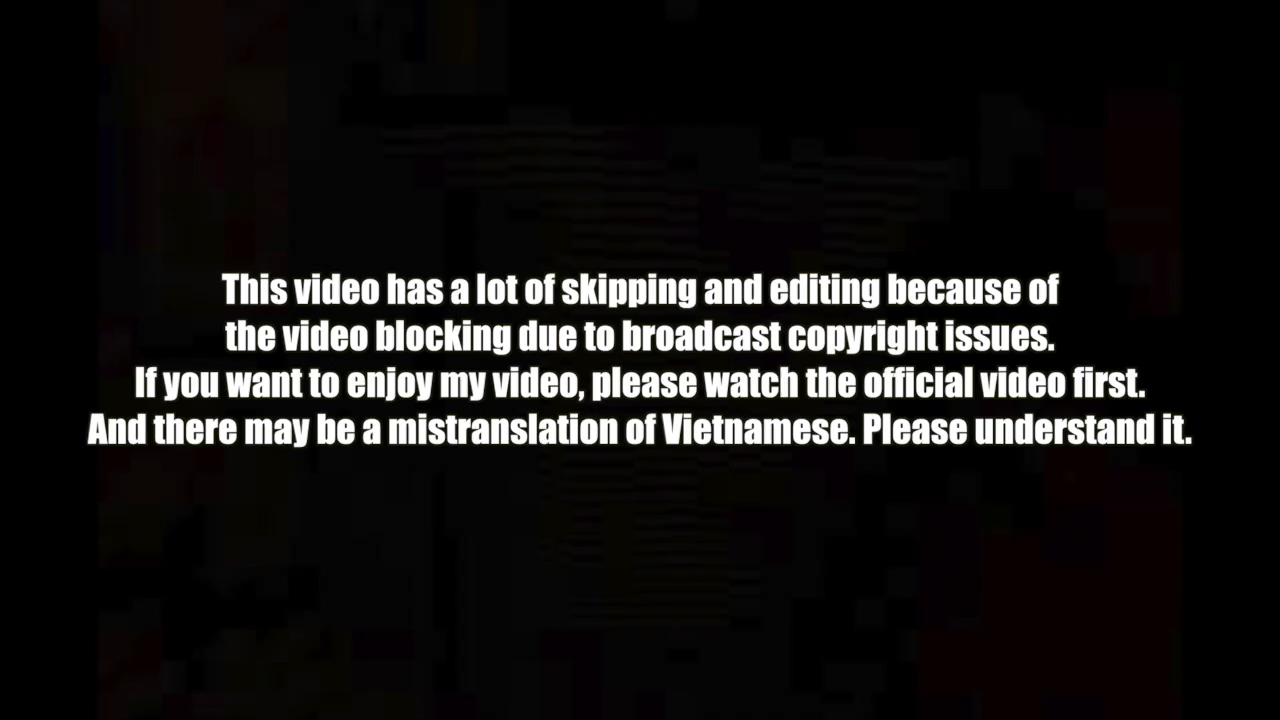 This video has a lot of skipping and editing because of
the video blocking due to broadcast copyright issues.
If you want to enjoy my video, please watch the official video first.
And there may be a mistranslation of Vietnamese. Please understand it.